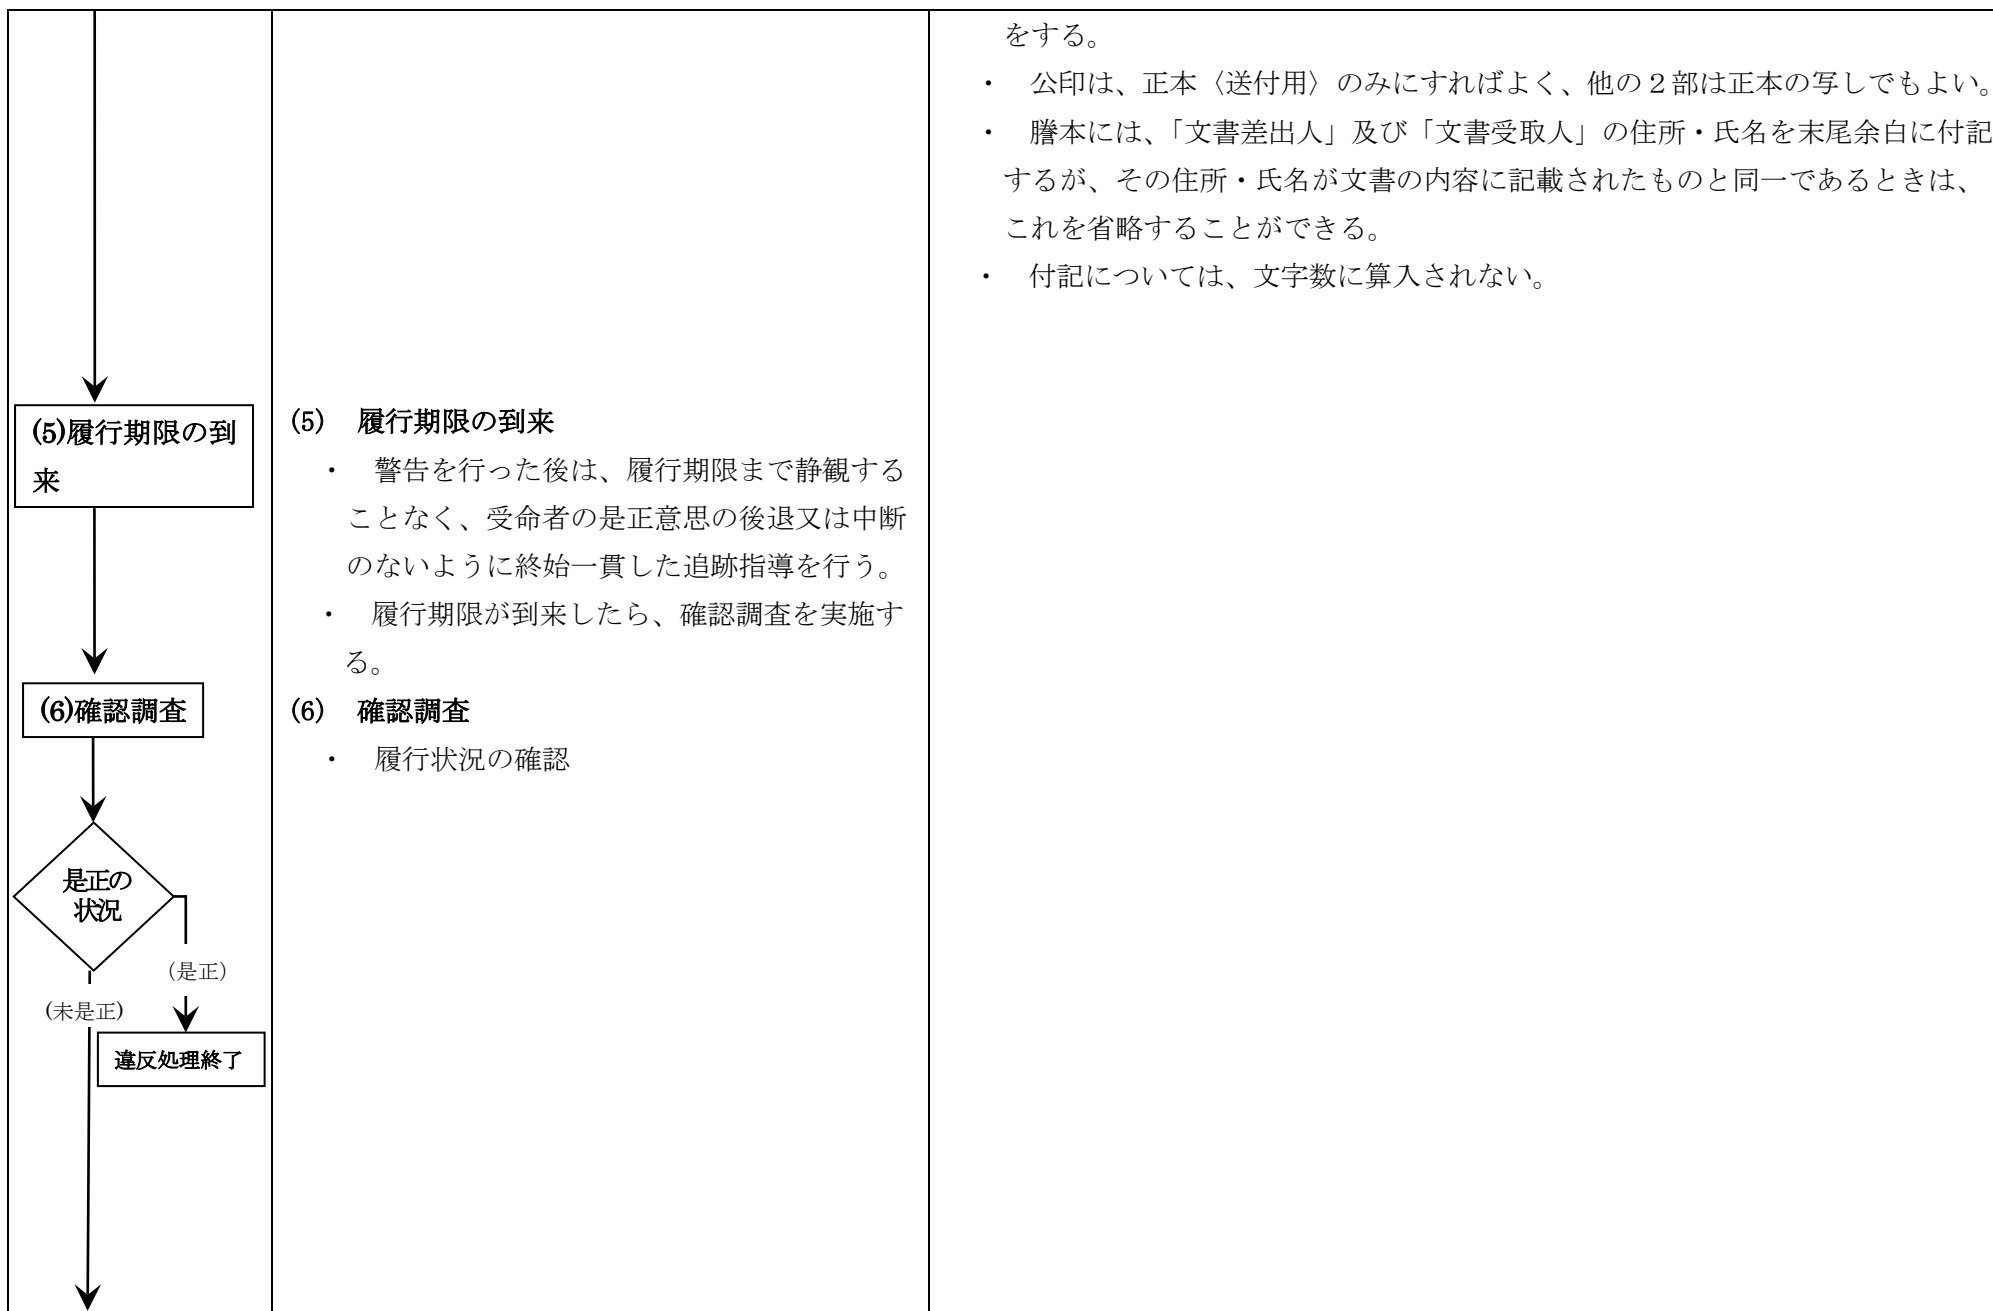 をする。
・　公印は、正本〈送付用〉のみにすればよく、他の２部は正本の写しでもよい。
・　謄本には、「文書差出人」及び「文書受取人」の住所・氏名を末尾余白に付記
するが、その住所・氏名が文書の内容に記載されたものと同一であるときは、
これを省略することができる。
・　付記については、文字数に算入されない。
(5)履行期限の到
来
(5)　履行期限の到来
・　警告を行った後は、履行期限まで静観する
ことなく、受命者の是正意思の後退又は中断
のないように終始一貫した追跡指導を行う。
・　履行期限が到来したら、確認調査を実施す
る。
(6)確認調査
(6)　確認調査
・　履行状況の確認
是正の
状況
(是正)
(未是正)
違反処理終了